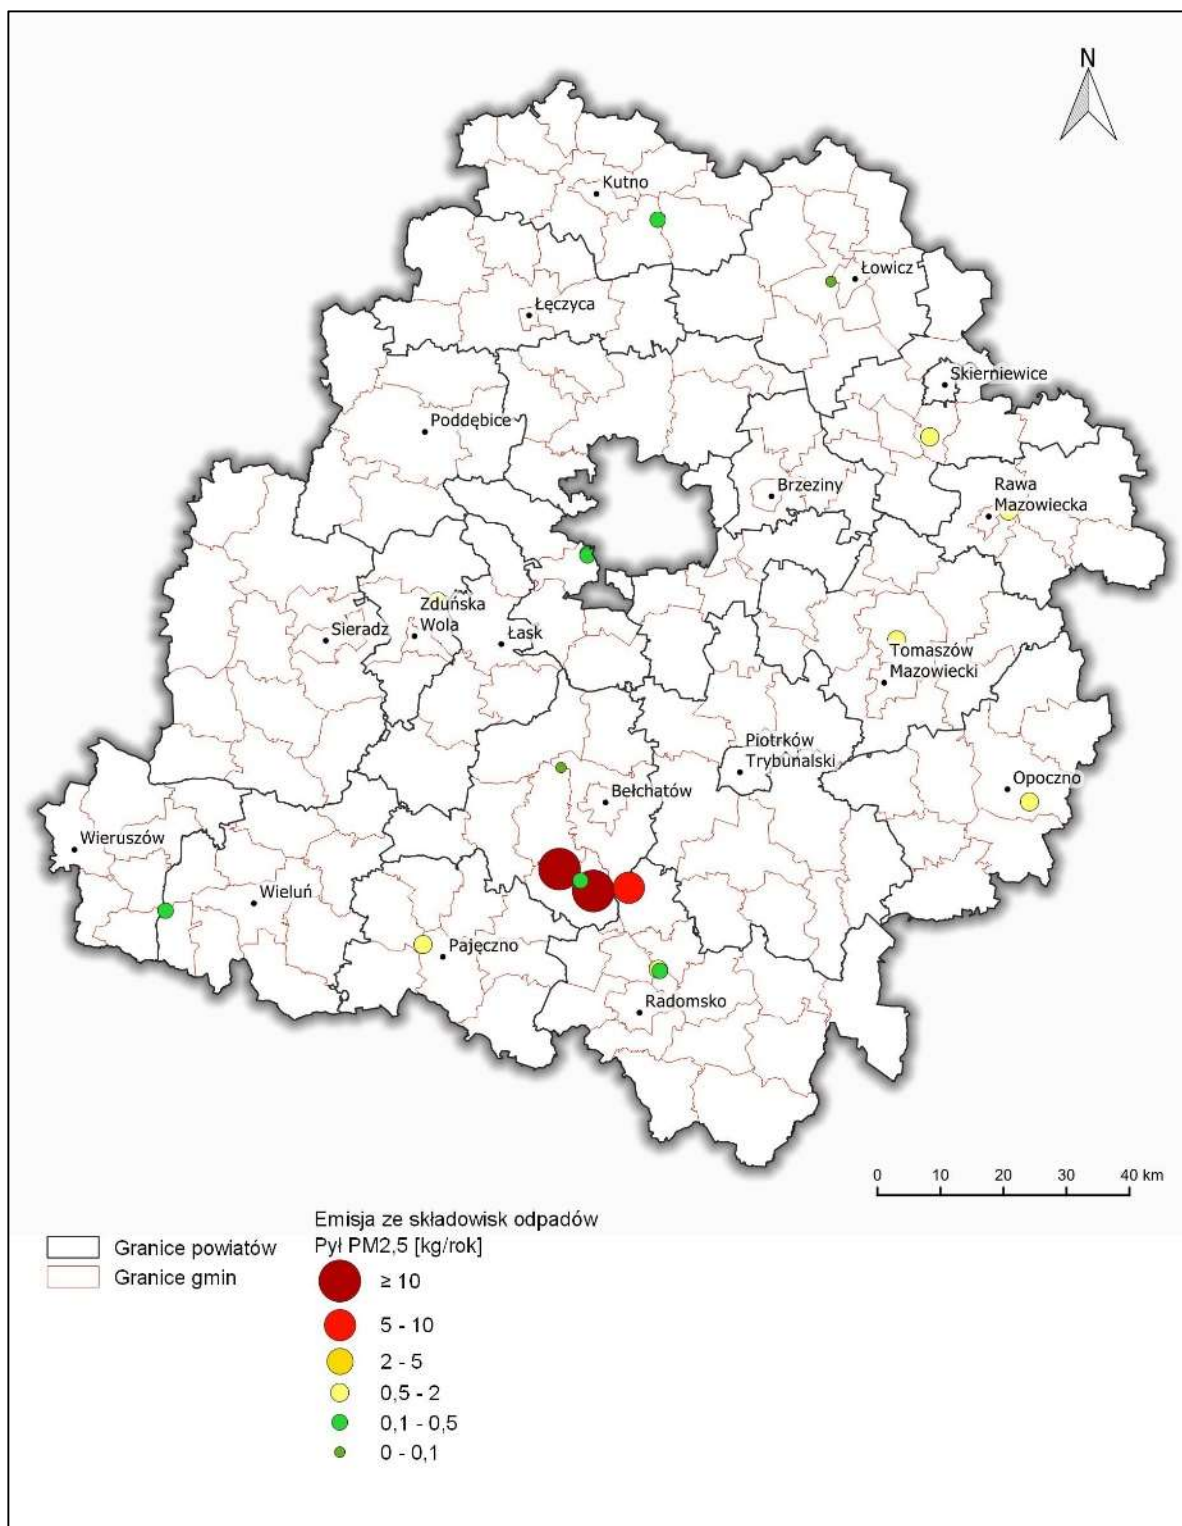 N
Kutno
Łowicz
Łęczyca
Skierniewice
Poddębice
Brzeziny
Rawa
Mazowiecka
Zduńska
Wola
Sieradz
Łask
Tomaszów
Mazowiecki
Piotrków
Trybunalski
Opoczno
Bełchatów
Wieruszów
Wieluń
Pajęczno
Radomsko
0 10 20 30 40 km
Emisja ze składowisk odpadów
Pył PM2,5 [kg/rok]
Granice powiatów
Granice gmin
≥ 10
5 - 10
2 - 5
0,5 - 2
0,1 - 0,5
0 - 0,1